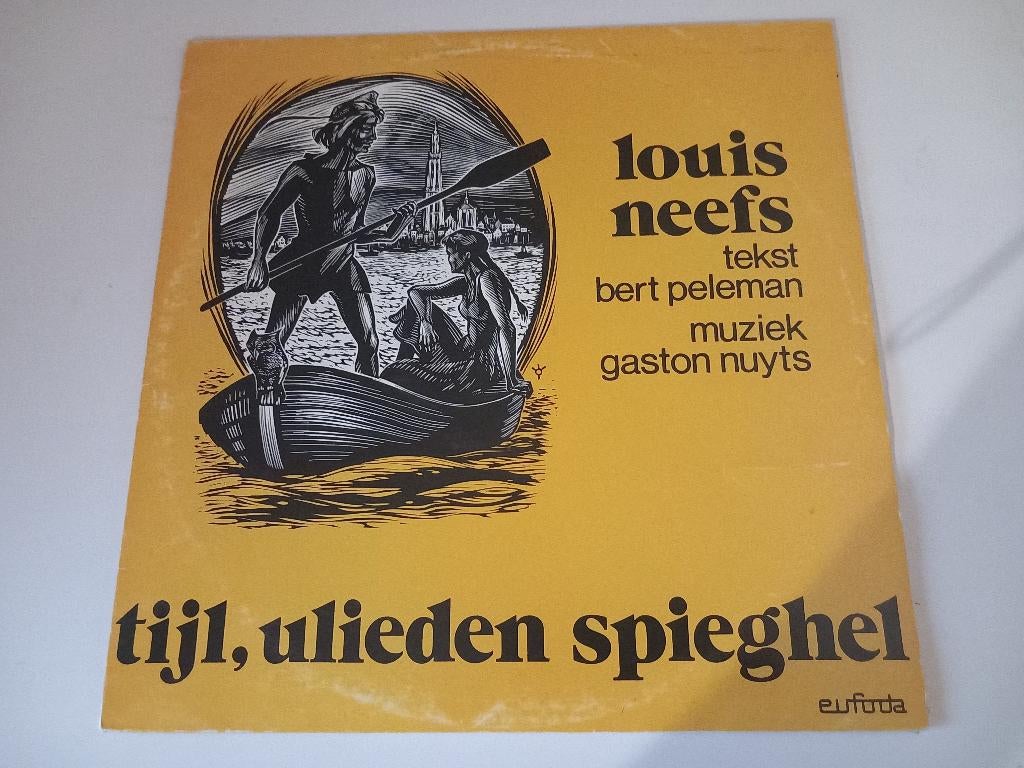 louis
neefs
tekst
bert peleman
muziek
gaston nuyts
tijl, ulieden spieghel
eufoda